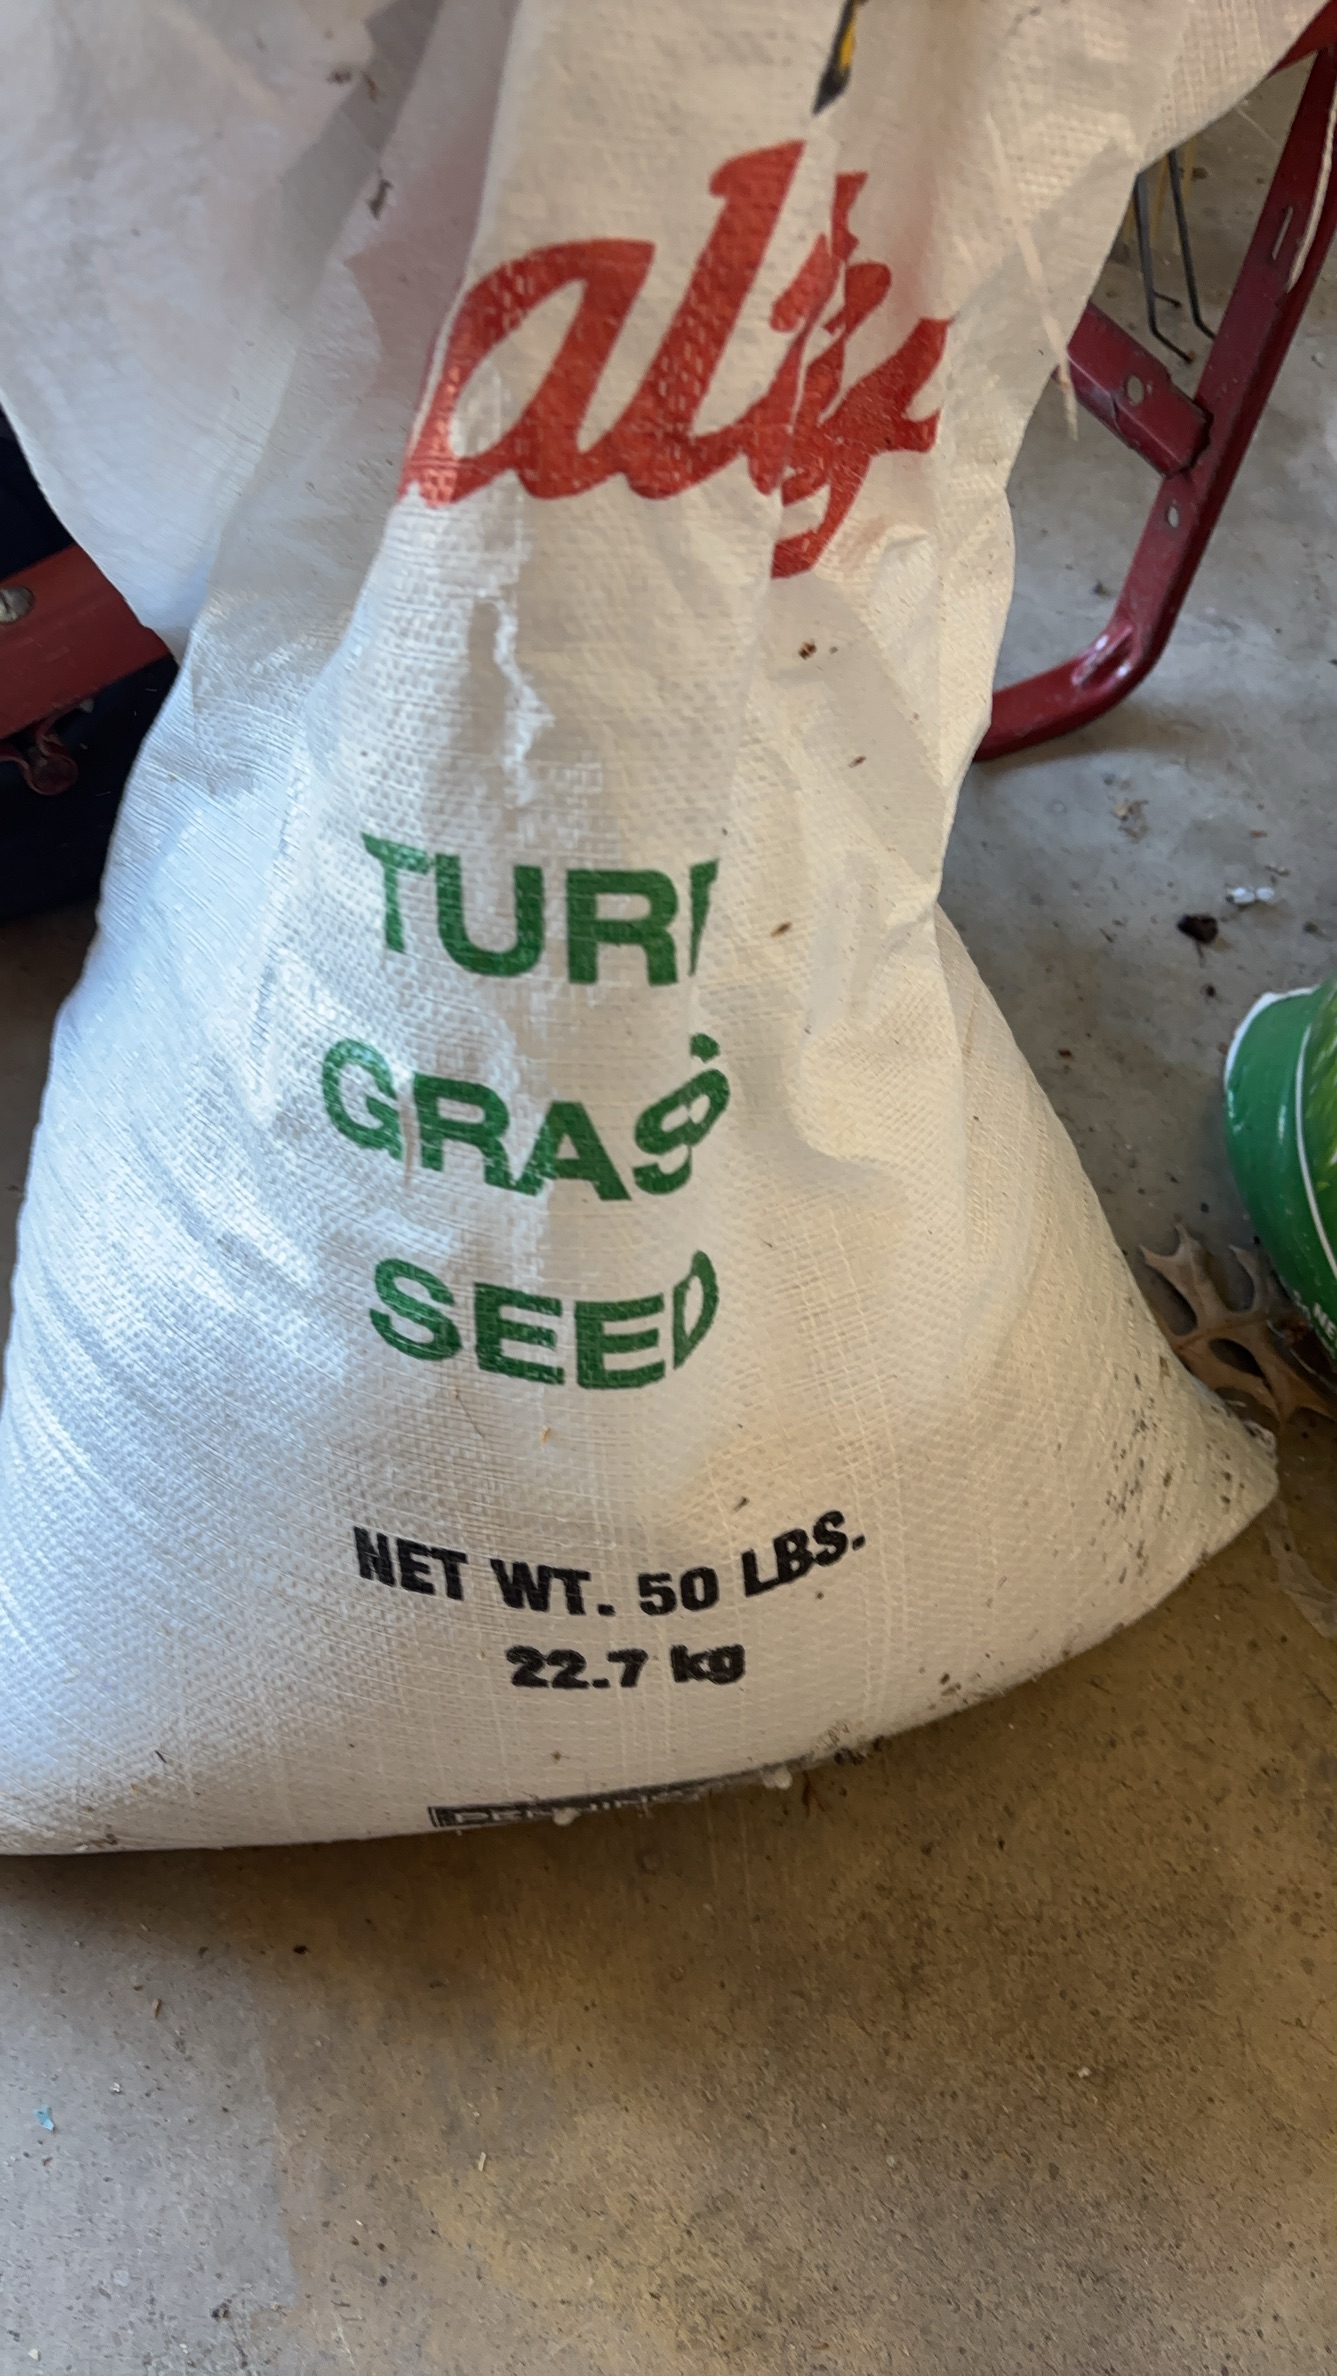 TURF
GRASS
SEED
NET WT. 50 LBS.
22.7 kg